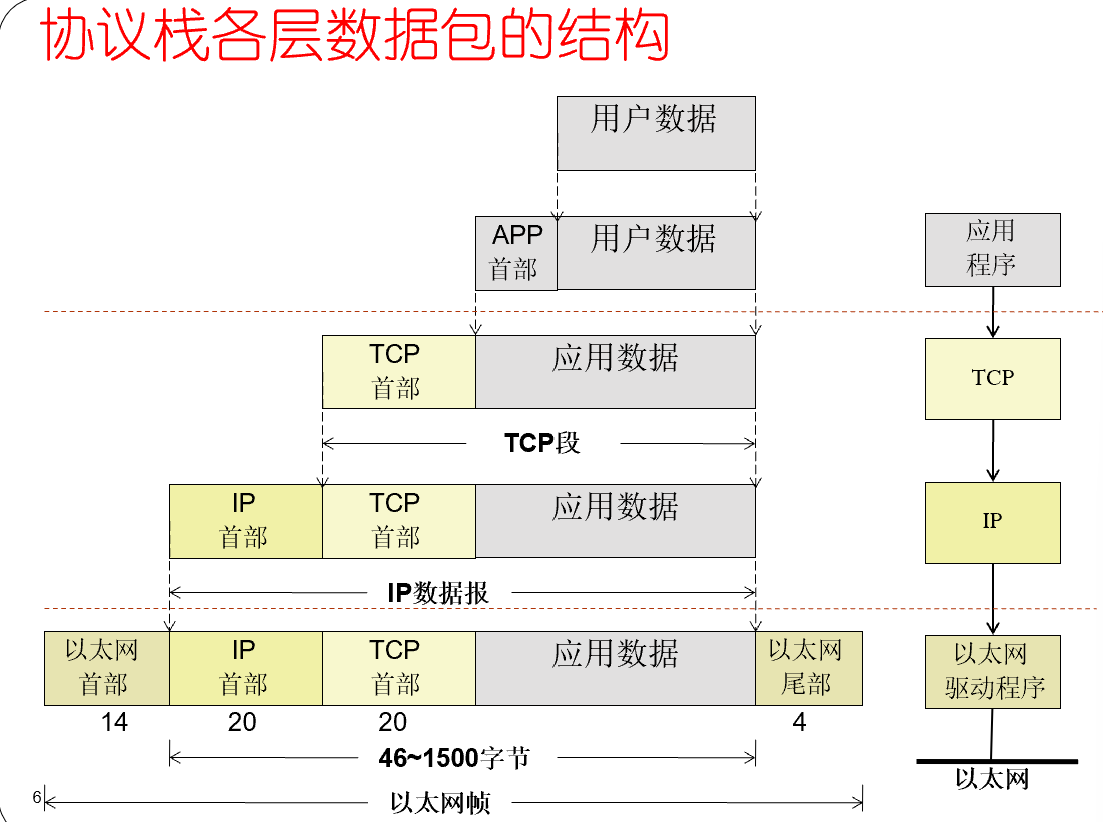 协议栈各层数据包的结构
用户数据
APP
首部
用户数据
应用
程序
TCP
首部
应用数据
TCP
TCP段
IP
首部
TCP
首部
应用数据
IP
IP数据报
以太网
首部
IP
首部
TCP
首部
应用数据
以太网
尾部
以太网
驱动程序
14
20
20
4
46~1500字节
以太网
6
以太网帧